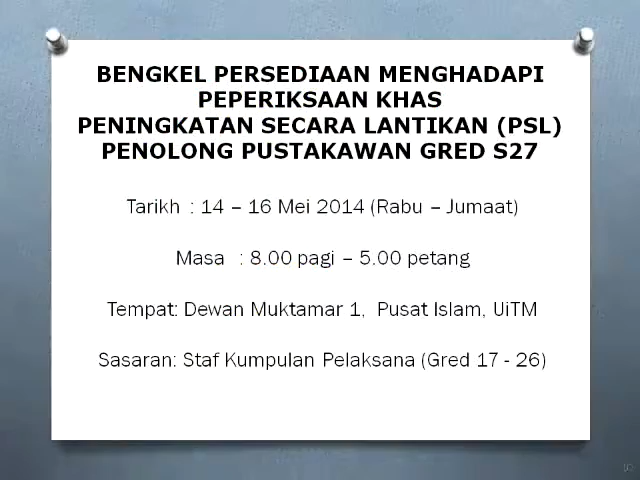 BENGKEL PERSEDIAAN MENGHADAPI
PEPERIKSAAN KHAS
PENINGKATAN SECARA LANTIKAN (PSL)
PENOLONG PUSTAKAWAN GRED S27
Tarikh : 14 – 16 Mei 2014 (Rabu – Jumaat)
Masa : 8.00 pagi – 5.00 petang
Tempat: Dewan Muktamar 1, Pusat Islam, UiTM
Sasaran: Staf Kumpulan Pelaksana (Gred 17 - 26)